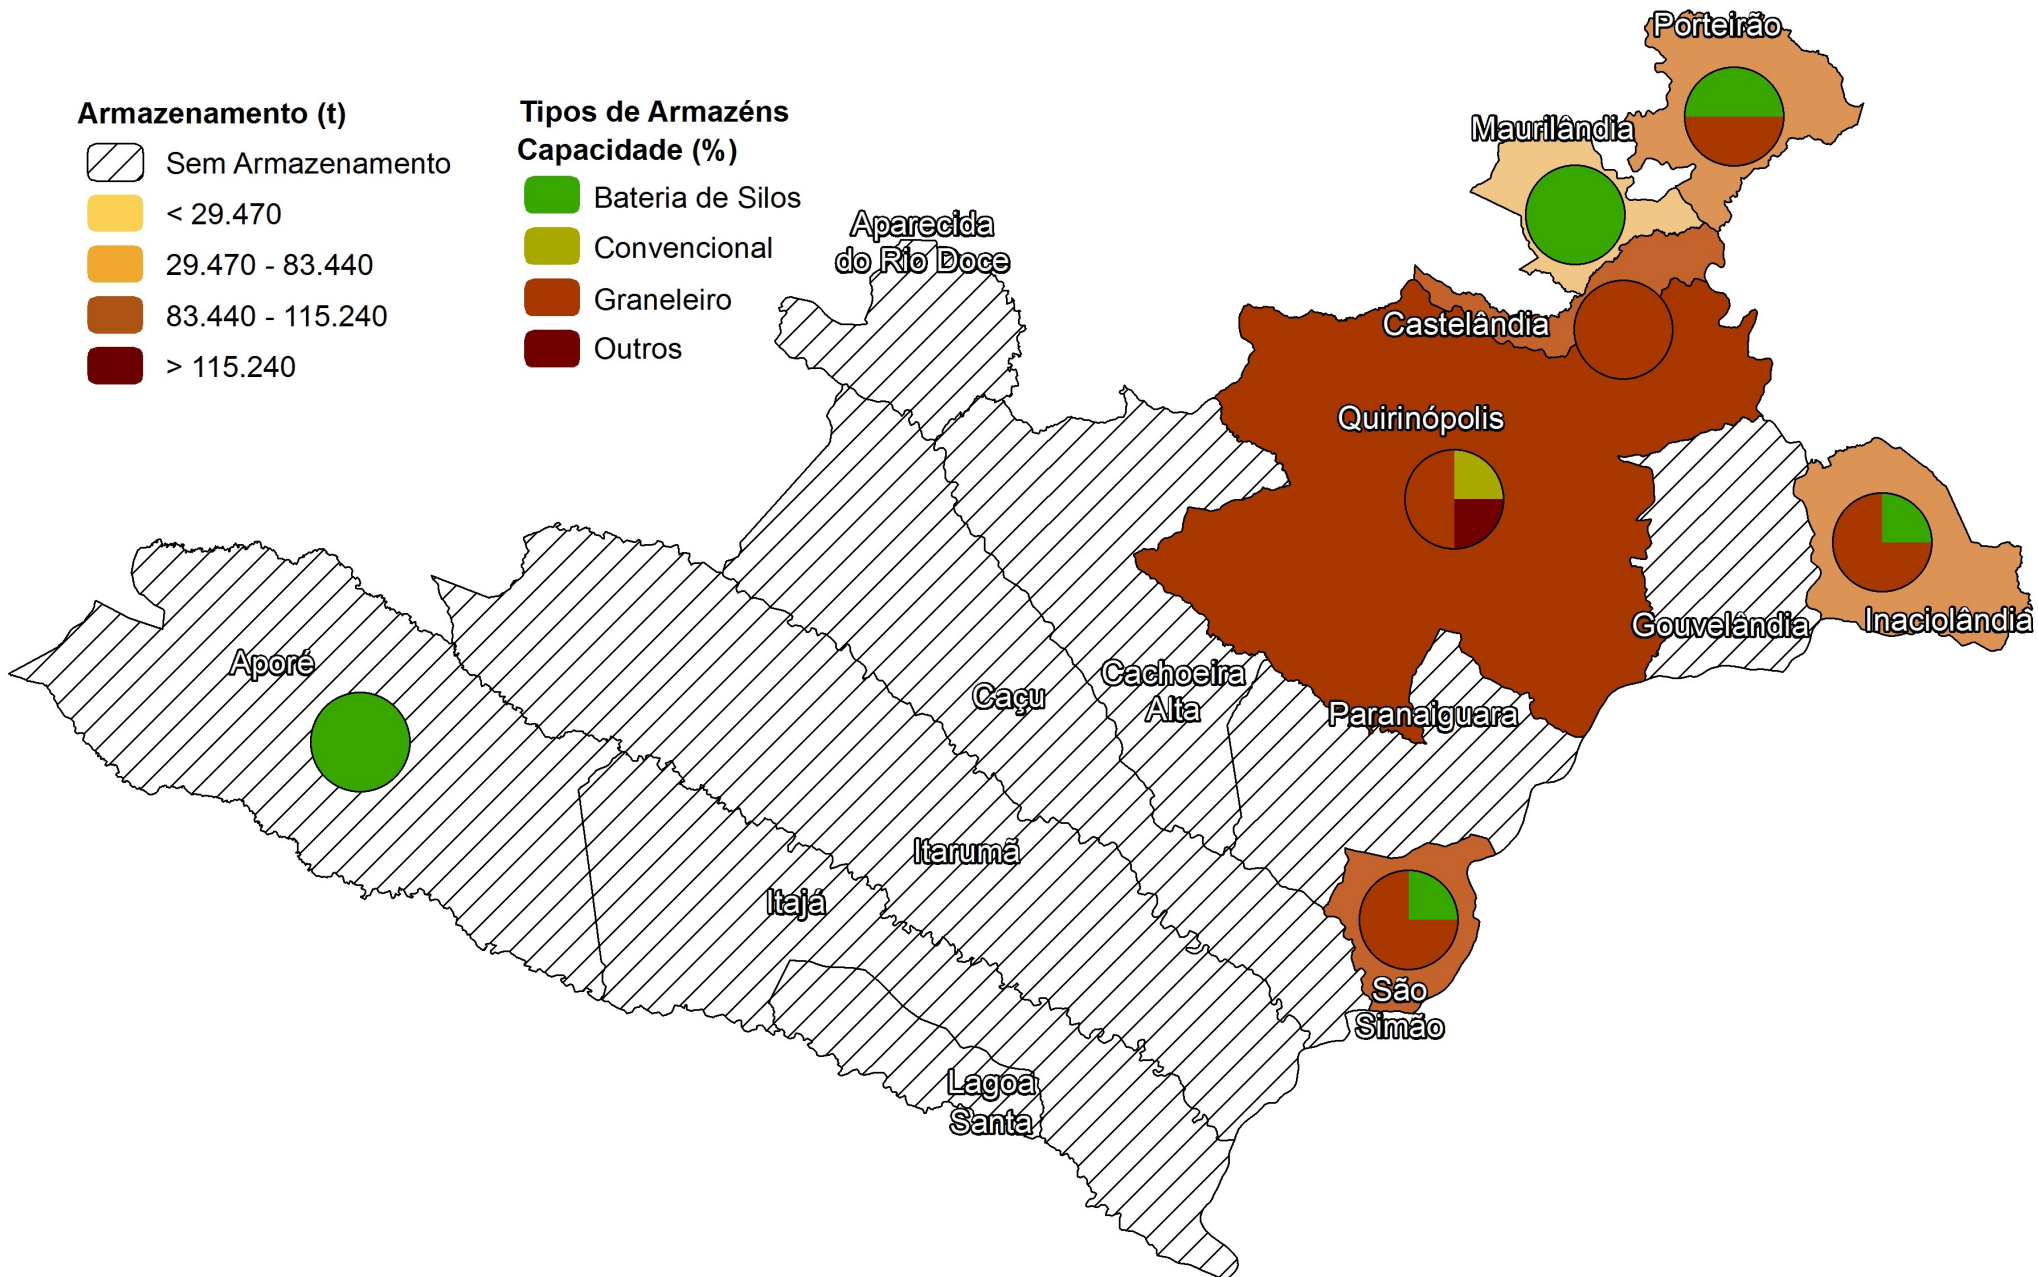 Armazenamento (t)
Sem Armazenamento
< 29.470
29.470 - 83.440
83.440 - 115.240
> 115.240
Tipos de Armazéns
Capacidade (%)
Bateria de Silos
Convencional
Graneleiro
Outros
Porteirão
Maurilândia
Aparecida
do Rio Doce
Castelândia
Quirinópolis
Gouvelândia
Inaciolândia
Aporé
Cachoeira
Alta
Caçu
Paranaiguara
Itarumã
Itajá
São
Simão
Lagoa
Santa